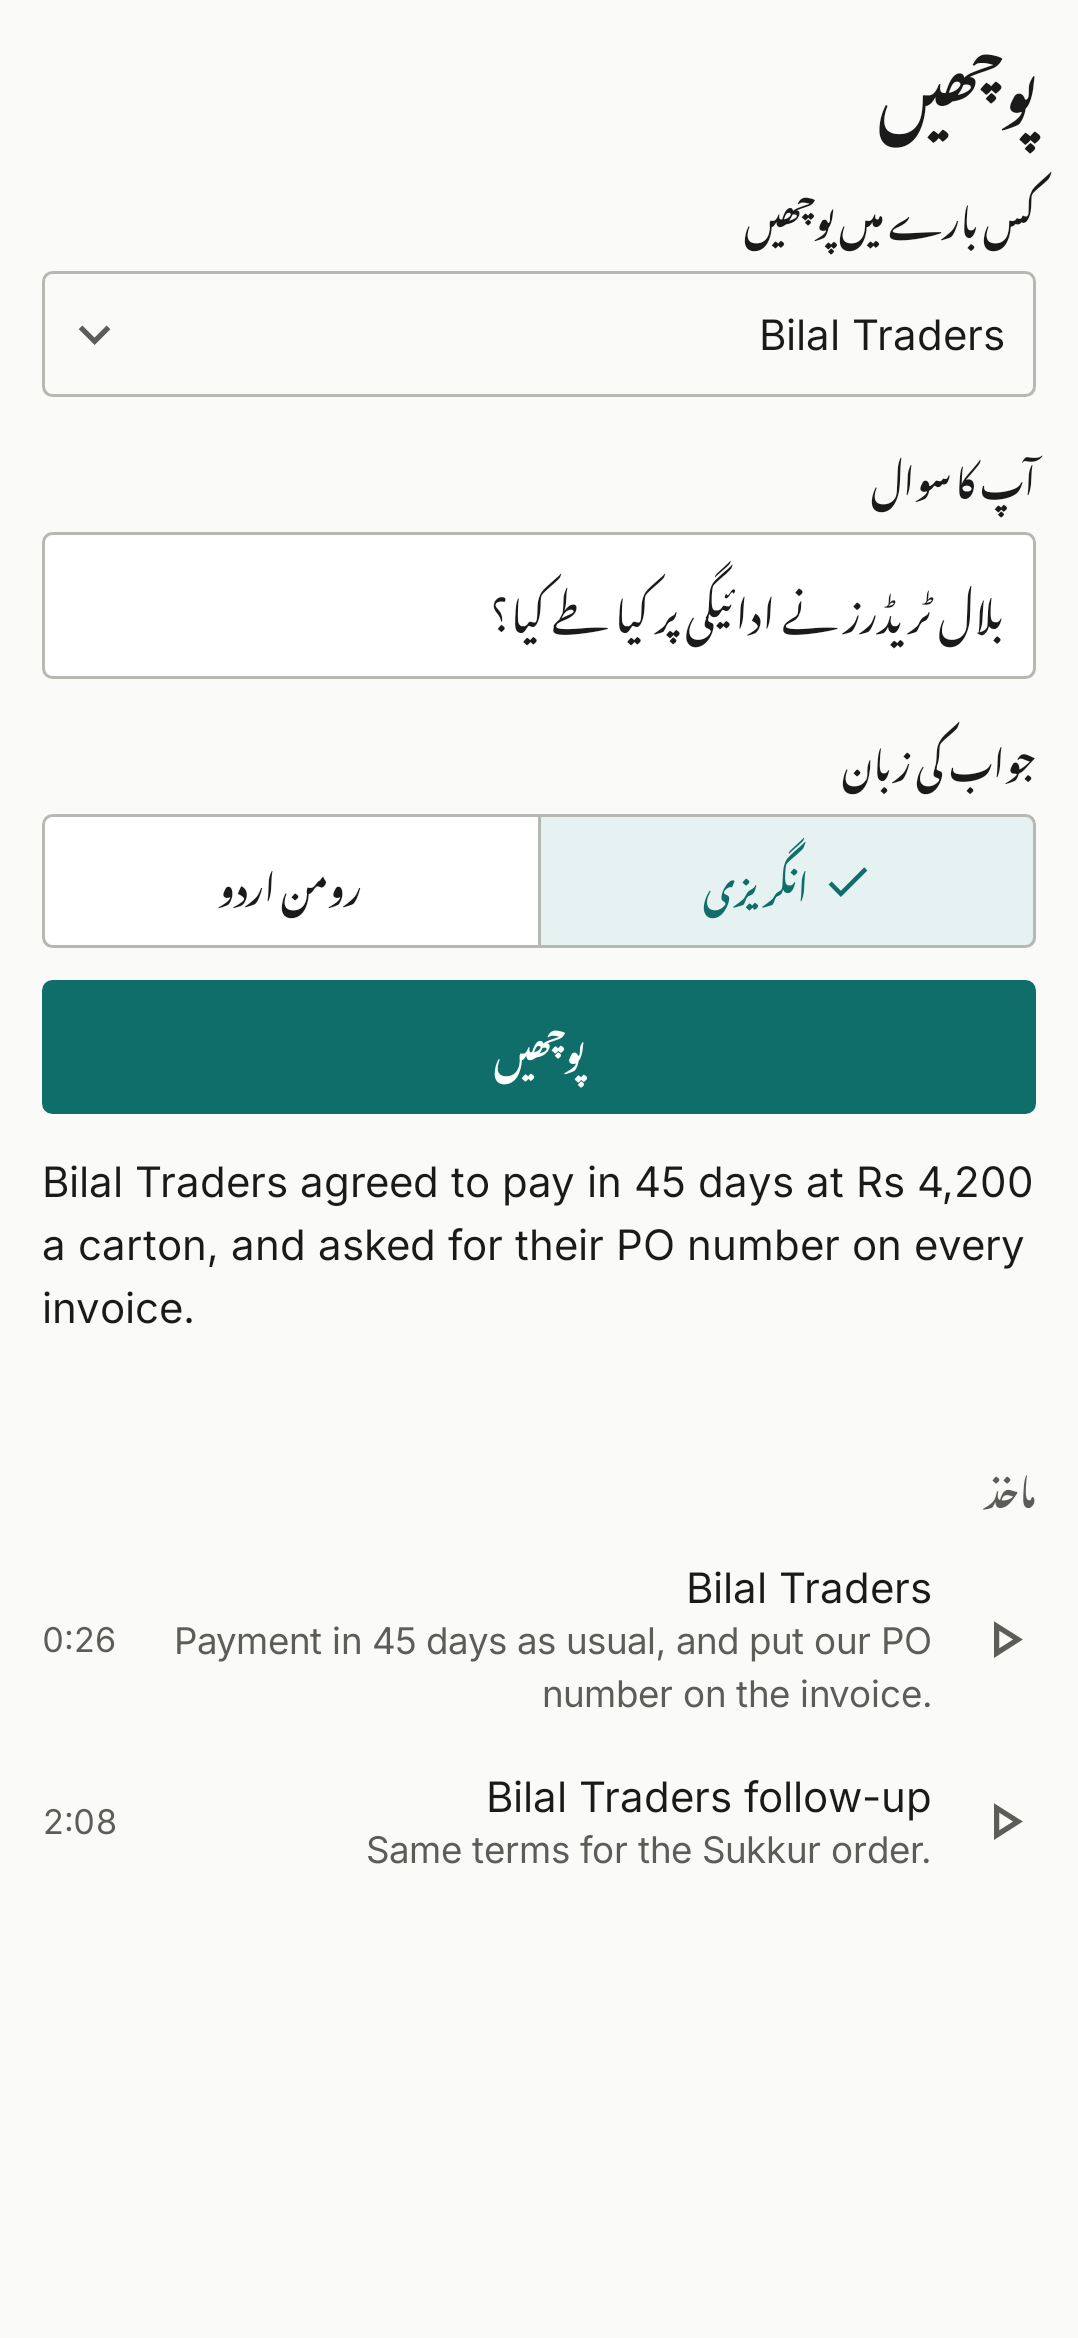 پوچھیں
کس بارے میں پوچھیں
Bilal Traders
آپ کا سوال
بلال ٹریڈرز نے ادائیگی پر کیا طے کیا؟
جواب کی زبان
انگریزی
رومن اردو
پوچھیں
Bilal Traders agreed to pay in 45 days at Rs 4,200
a carton, and asked for their PO number on every
invoice.
ماخذ
Bilal Traders
Payment in 45 days as usual, and put our PO
number on the invoice.
0:26
Bilal Traders follow-up
Same terms for the Sukkur order.
2:08